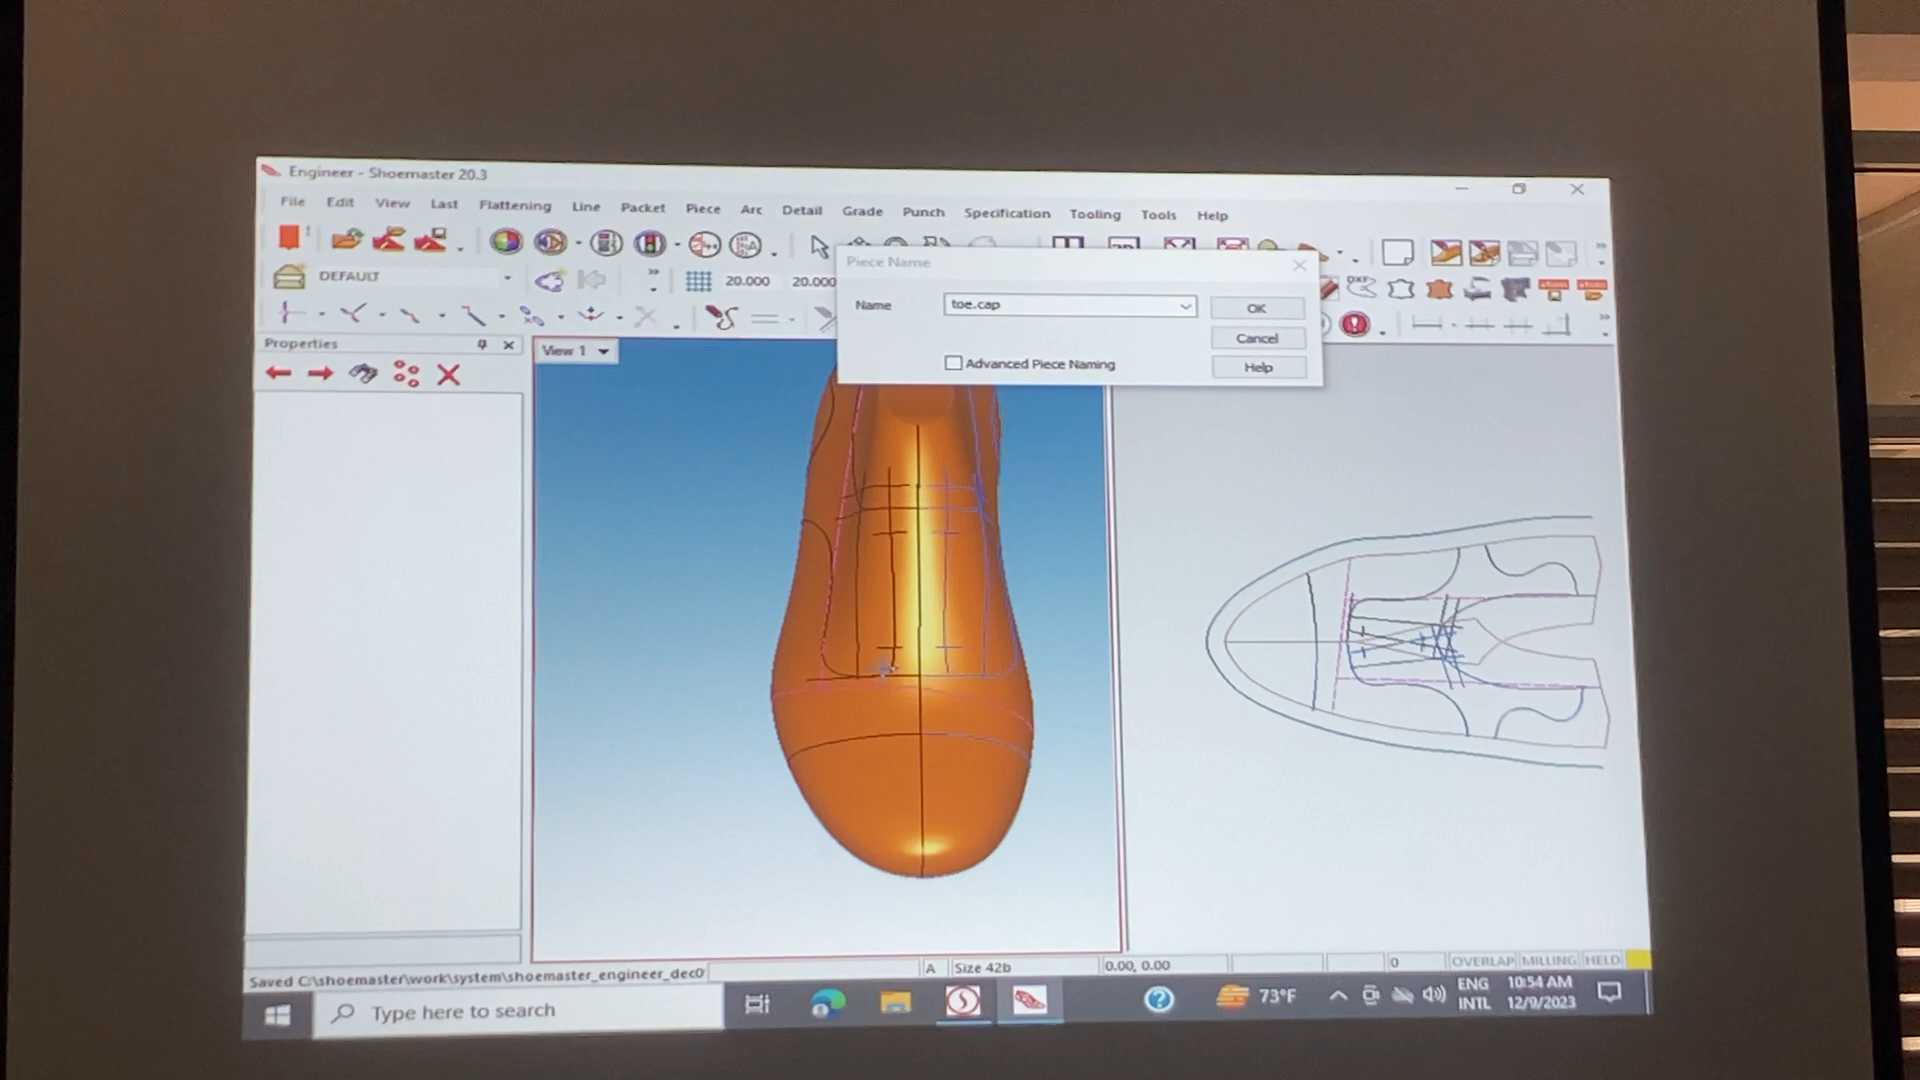 Engineer - Shoemaster 20.3
File Edit View Last Flattening Line Packet Piece Arc Detail Grade Punch Specification Tooling Tools Help
DEFAULT
20.000 20.000
Piece Name
Name toe.cap OK
Cancel
Advanced Piece Naming Help
DXF
Properties
View 1
Saved C:\shoemaster\work\system\shoemaster_engineer_dec0
A Size 42b 0.00, 0.00 0 OVERLAP MILLING HELD
Type here to search
73°F
ENG
INTL
10:54 AM
12/9/2023